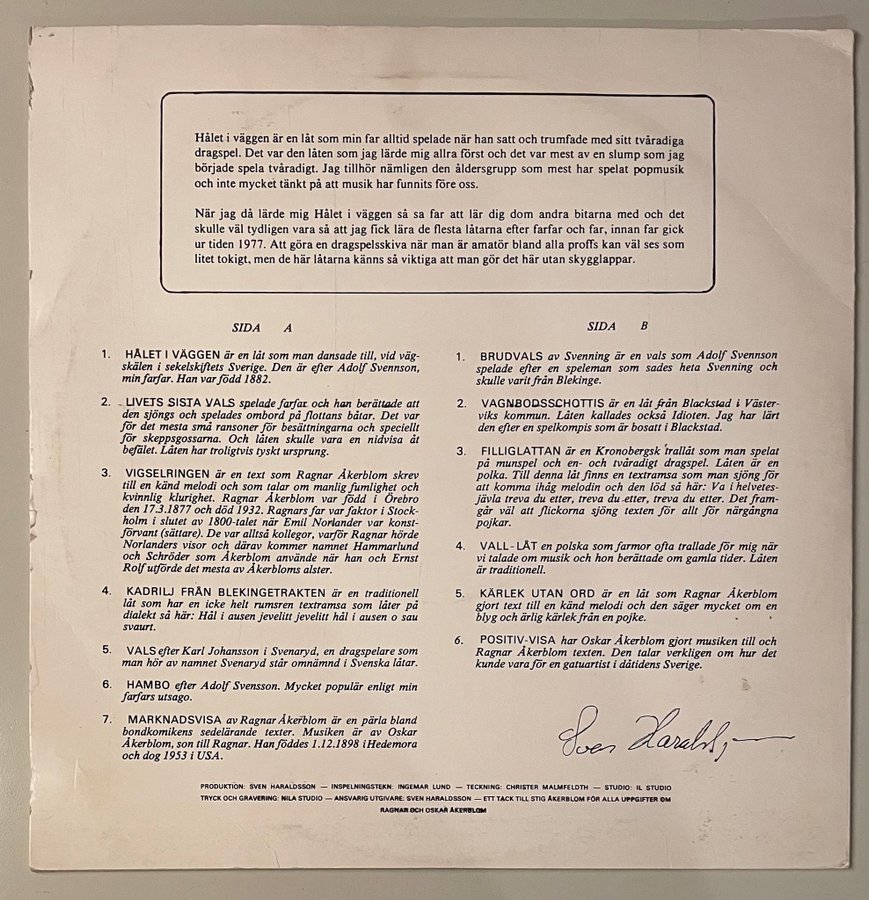 Hålet i väggen är en låt som min far alltid spelade när han satt och trumfade med sitt tvåradiga
dragspel. Det var den låten som jag lärde mig allra först och det var mest av en slump som jag
började spela tvåradigt. Jag tillhör nämligen den åldersgrupp som mest har spelat popmusik
och inte mycket tänkt på att musik har funnits före oss.
När jag då lärde mig Hålet i väggen så sa far att lär dig dom andra bitarna med och det
skulle väl tydligen vara så att jag fick lära de flesta låtarna efter farfar och far, innan far gick
ur tiden 1977. Att göra en dragspelsskiva när man är amatör bland alla proffs kan väl ses som
litet tokigt, men de här låtarna känns så viktiga att man gör det här utan skygglappar.
SIDA A
1. HÅLET I VÄGGEN är en låt som man dansade till, vid väg-
skälen i sekelskiftets Sverige. Den är efter Adolf Svennson,
min farfar. Han var född 1882.
2. LIVETS SISTA VALS spelade farfar och han berättade att
den sjöngs och spelades ombord på flottans båtar. Det var
för det mesta små ransoner för besättningarna och speciellt
för skeppsgossarna. Och låten skulle vara en nidvisa åt
befälet. Låten har troligtvis tyskt ursprung.
3. VIGSELRINGEN är en text som Ragnar Åkerblom skrev
till en känd melodi och som talar om manlig fumlighet och
kvinnlig klurighet. Ragnar Åkerblom var född i Örebro
den 17.3.1877 och död 1932. Ragnars far var faktor i Stock-
holm i slutet av 1800-talet när Emil Norlander var konst-
förvant (sättare). De var alltså kollegor, varför Ragnar hörde
Norlanders visor och därav kommer namnet Hammarlund
och Schröder som Åkerblom använde när han och Ernst
Rolf utförde det mesta av Åkerbloms alster.
4. KADRILJ FRÅN BLEKINGETRAKTEN är en traditionell
låt som har en icke helt rumsren textramsa som låter på
dialekt så här: Hål i ausen jevelitt jevelitt hål i ausen o sau
svaurt.
5. VALS efter Karl Johansson i Svenaryd, en dragspelare som
man hör av namnet Svenaryd står omnämnd i Svenska låtar.
6. HAMBO efter Adolf Svensson. Mycket populär enligt min
farfars utsago.
7. MARKNADSVISA av Ragnar Åkerblom är en pärla bland
bondkomikens sedelärande texter. Musiken är av Oskar
Åkerblom, son till Ragnar. Han föddes 1.12.1898 i Hedemora
och dog 1953 i USA.
SIDA B
1. BRUDVALS av Svenning är en vals som Adolf Svennson
spelade efter en speleman som sades heta Svenning och
skulle varit från Blekinge.
2. VAGNBODSSCHOTTIS är en låt från Blackstad i Väster-
viks kommun. Låten kallades också Idioten. Jag har lärt
den efter en spelkompis som är bosatt i Blackstad.
3. FILLIGLATTAN är en Kronobergsk trallåt som man spelat
på munspel och en- och tvåradigt dragspel. Låten är en
polka. Till denna låt finns en textramsa som man sjöng för
att komma ihåg melodin och den löd så här: Va i helvetes-
jävla treva du etter, treva du etter, treva du etter. Det fram-
går väl att flickorna sjöng texten för allt för närgångna
pojkar.
4. VALL-LÅT en polska som farmor ofta trallade för mig när
vi talade om musik och hon berättade om gamla tider. Låten
är traditionell.
5. KÄRLEK UTAN ORD är en låt som Ragnar Åkerblom
gjort text till en känd melodi och den säger mycket om en
blyg och ärlig kärlek från en pojke.
6. POSITIV-VISA har Oskar Åkerblom gjort musiken till och
Ragnar Åkerblom texten. Den talar verkligen om hur det
kunde vara för en gatuartist i dåtidens Sverige.
Sven Haralds
PRODUKTION: SVEN HARALDSSON — INSPELNINGSTEKN: INGEMAR LUND — TECKNING: CHRISTER MALMFELDTH — STUDIO: IL STUDIO
TRYCK OCH GRAVERING: NILA STUDIO — ANSVARIG UTGIVARE: SVEN HARALDSSON — ETT TACK TILL STIG ÅKERBLOM FÖR ALLA UPPGIFTER OM
RAGNAR OCH OSKAR ÅKERBLOM